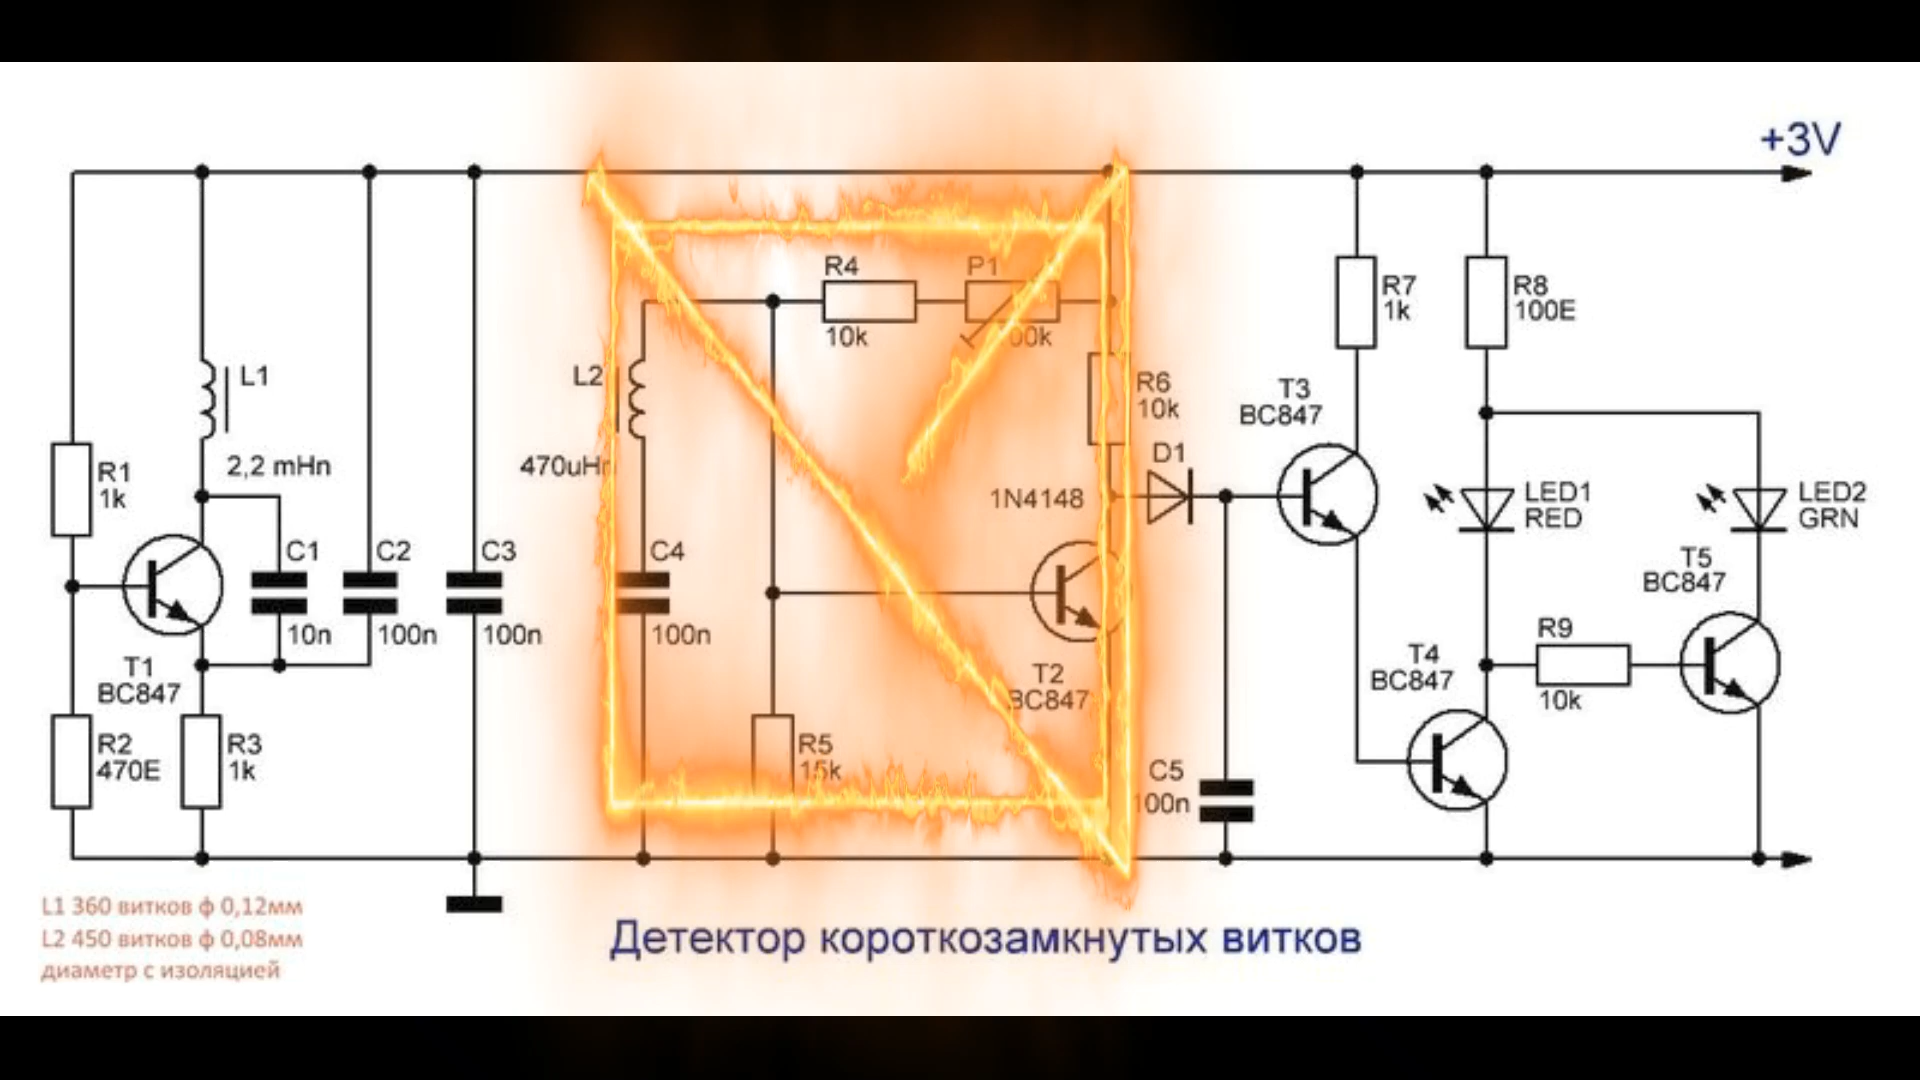 +3V
R4
P1
10k
00k
R7
1k
R8
100E
L1
2,2 mHn
L2
470uHn
R6
10k
D1
1N4148
T3
BC847
R1
1k
C1
10n
C2
100n
C3
100n
C4
100n
LED1
RED
LED2
GRN
T5
BC847
T1
BC847
T2
BC847
R9
10k
T4
BC847
R2
470E
R3
1k
R5
15k
C5
100n
L1 360 витков ф 0,12мм
L2 450 витков ф 0,08мм
диаметр с изоляцией
Детектор короткозамкнутых витков